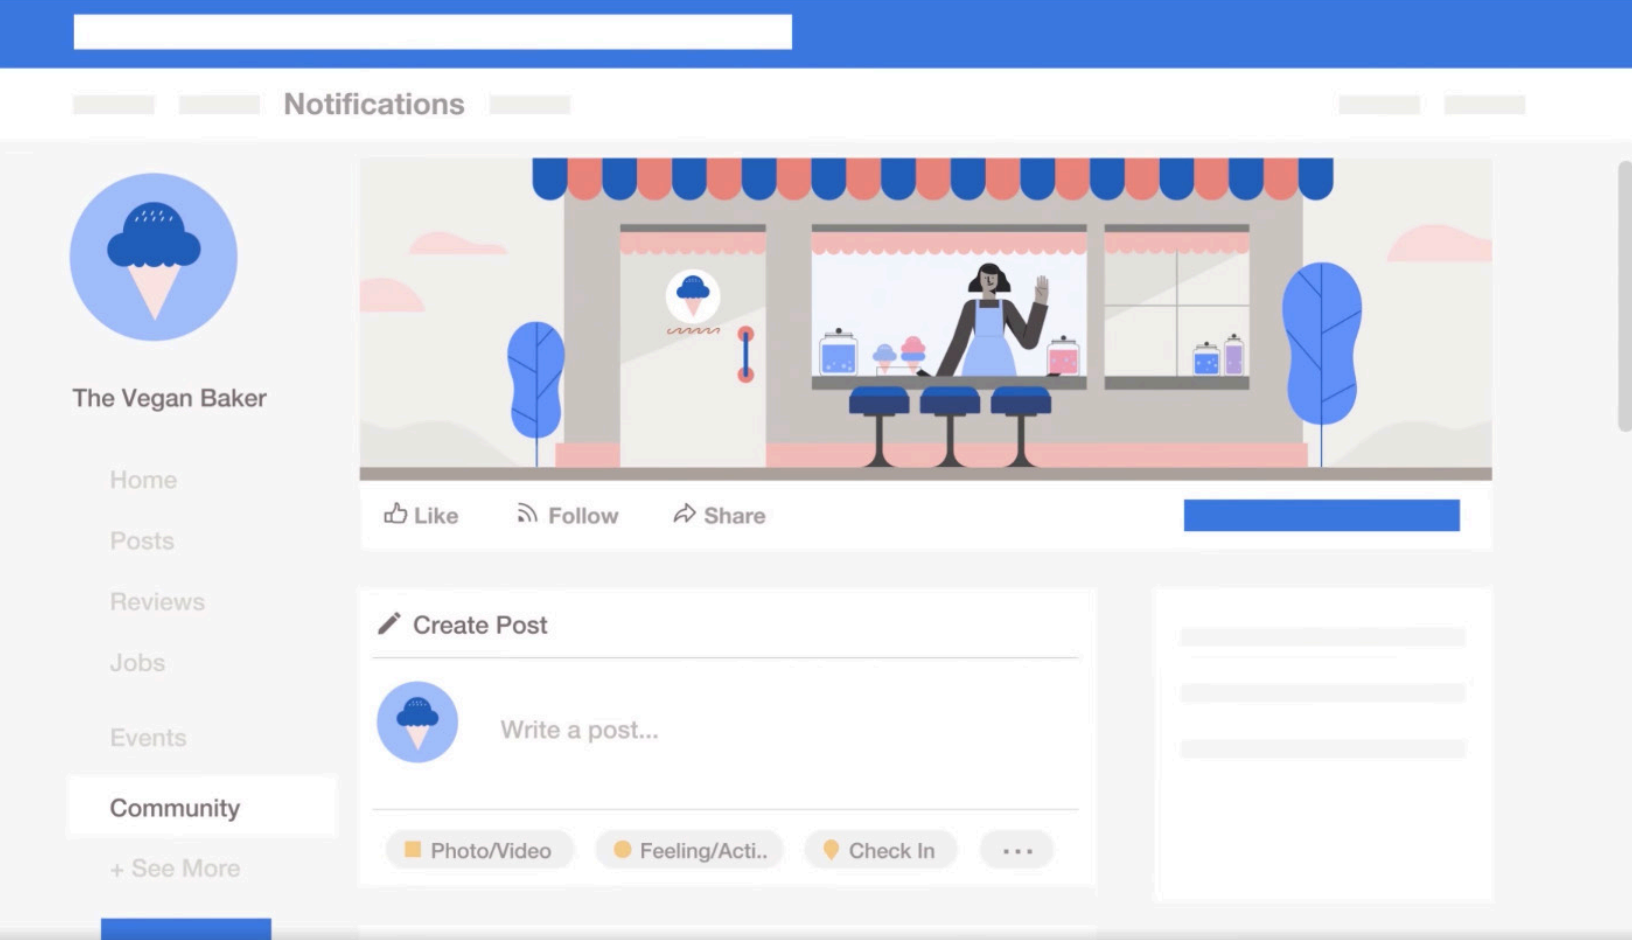 Notifications
The Vegan Baker
Home
Posts
Reviews
Jobs
Events
Community
+ See More
Like
Follow
Share
Create Post
Write a post...
Photo/Video
Feeling/Acti..
Check In
...